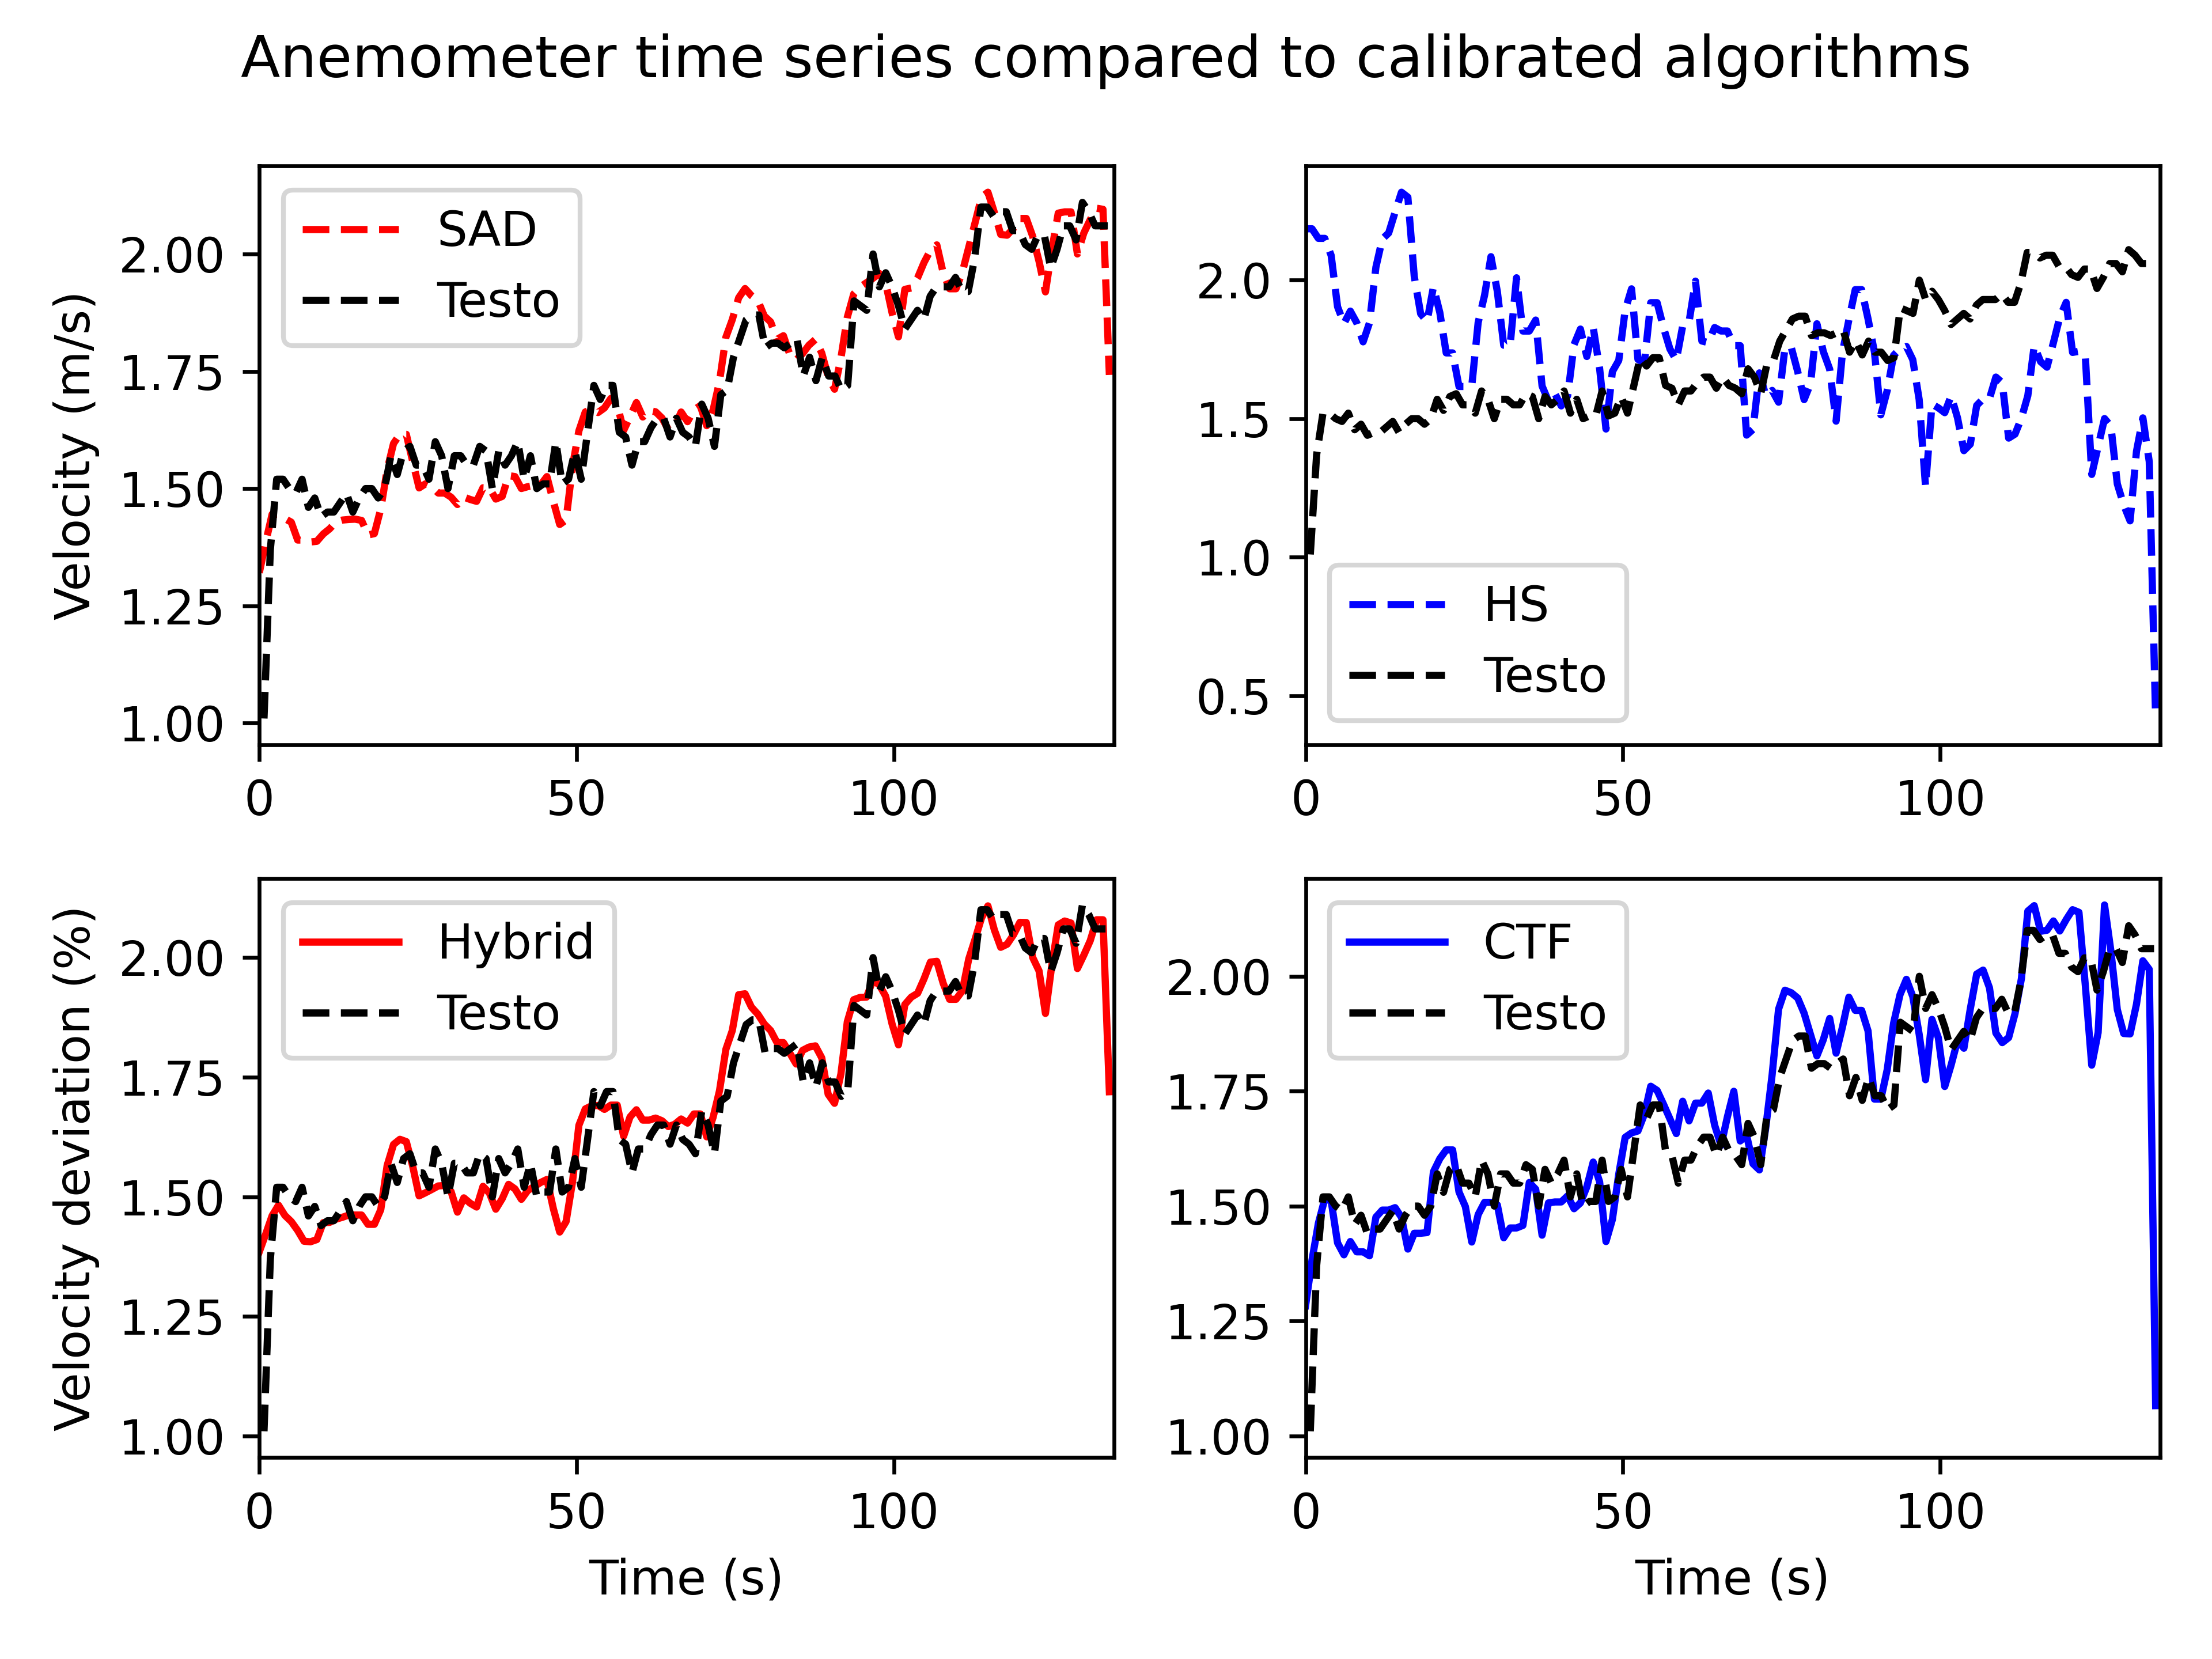 Anemometer time series compared to calibrated algorithms
Velocity (m/s)
2.00
1.75
1.50
1.25
1.00
SAD
Testo
0
50
100
2.0
1.5
1.0
0.5
HS
Testo
0
50
100
Velocity deviation (%)
2.00
1.75
1.50
1.25
1.00
Hybrid
Testo
0
50
100
Time (s)
2.00
1.75
1.50
1.25
1.00
CTF
Testo
0
50
100
Time (s)